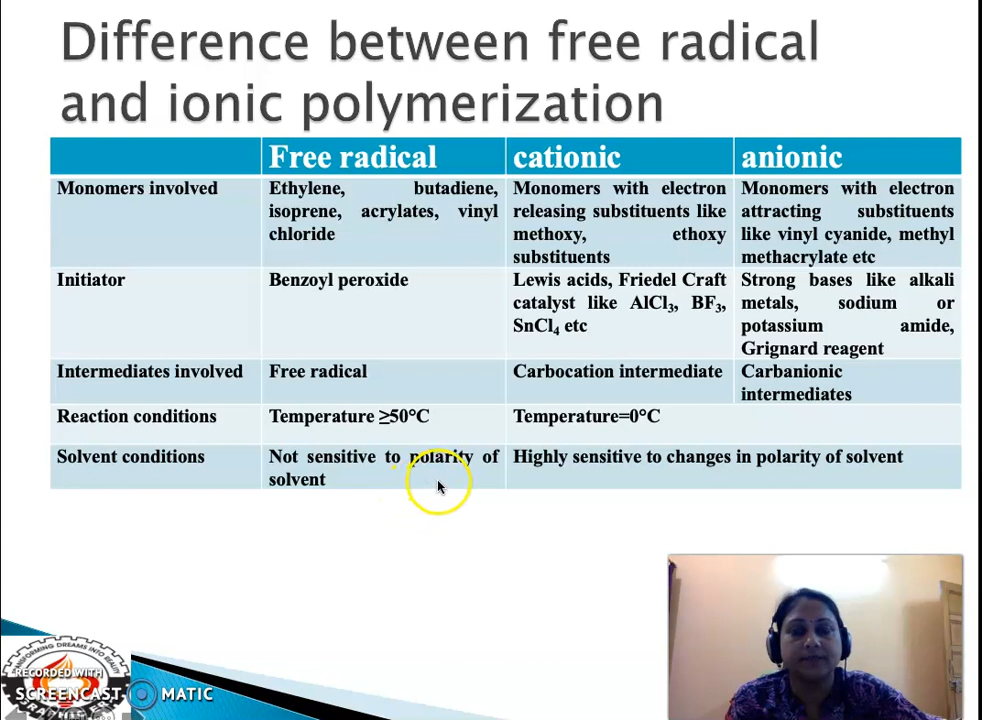 Difference between free radical
and ionic polymerization
Free radical cationic anionic
Monomers involved
Ethylene, butadiene,
isoprene, acrylates, vinyl
chloride
Monomers with electron
releasing substituents like
methoxy, ethoxy
substituents
Monomers with electron
attracting substituents
like vinyl cyanide, methyl
methacrylate etc
Initiator
Benzoyl peroxide
Lewis acids, Friedel Craft
catalyst like AlCl₃, BF₃,
SnCl₄ etc
Strong bases like alkali
metals, sodium or
potassium amide,
Grignard reagent
Intermediates involved
Free radical
Carbocation intermediate
Carbanionic
intermediates
Reaction conditions
Temperature ≥50°C
Temperature=0°C
Solvent conditions
Not sensitive to polarity of
solvent
Highly sensitive to changes in polarity of solvent
RECORDED WITH
SCREENCAST MATIC